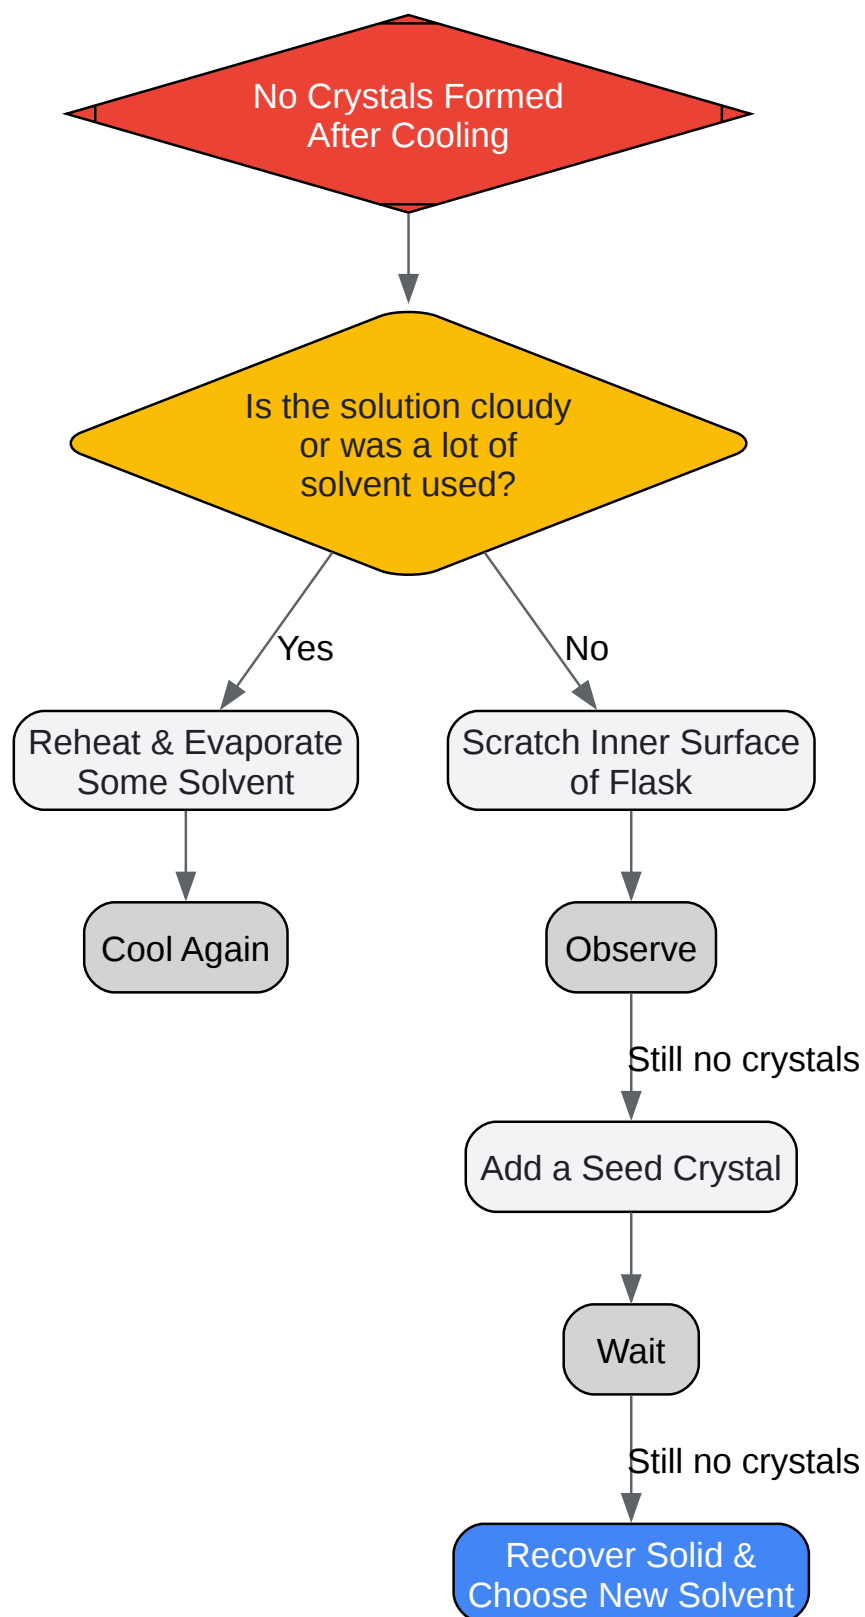 No Crystals Formed
After Cooling
Is the solution cloudy
or was a lot of
solvent used?
Yes
No
Reheat & Evaporate
Some Solvent
Scratch Inner Surface
of Flask
Cool Again
Observe
Still no crystals
Add a Seed Crystal
Wait
Still no crystals
Recover Solid &
Choose New Solvent